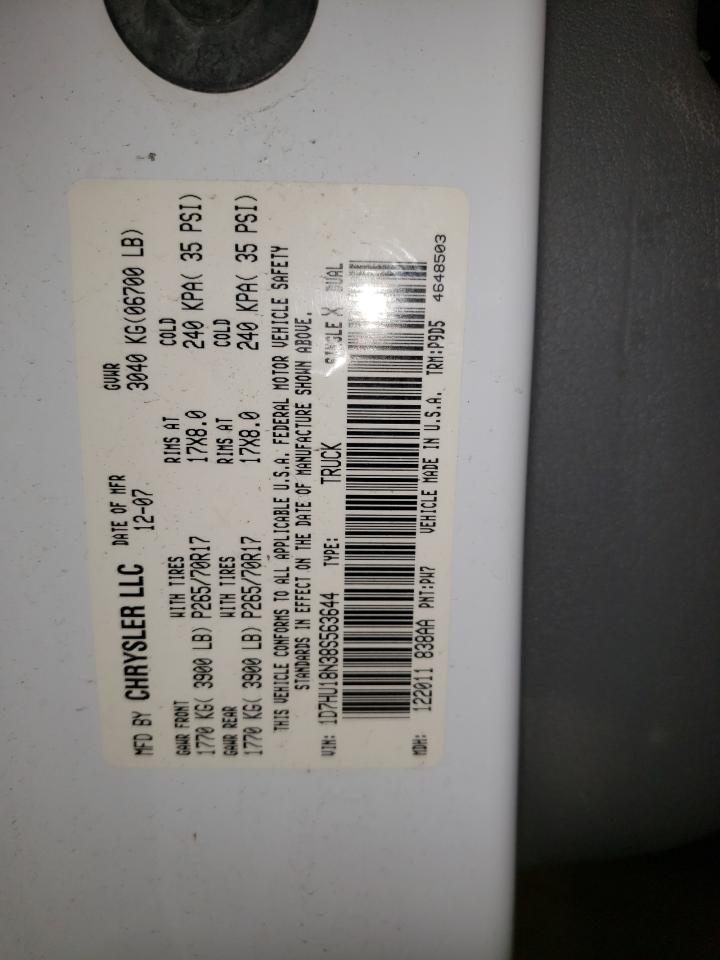 MFD BY CHRYSLER LLC DATE OF MFR GVWR
12-07 3040 KG(06700 LB)
GAWR FRONT WITH TIRES RIMS AT COLD
1770 KG( 3900 LB) P265/70R17 17X8.0 240 KPA( 35 PSI)
GAWR REAR WITH TIRES RIMS AT COLD
1770 KG( 3900 LB) P265/70R17 17X8.0 240 KPA( 35 PSI)
THIS VEHICLE CONFORMS TO ALL APPLICABLE U.S.A. FEDERAL MOTOR VEHICLE SAFETY
STANDARDS IN EFFECT ON THE DATE OF MANUFACTURE SHOWN ABOVE.
VIN: 1D7HU18N38S563644 TYPE: TRUCK SINGLE X DUAL
MDH: 122011 838AA PNT:PW7 VEHICLE MADE IN U.S.A. TRM:P9D5 4648503